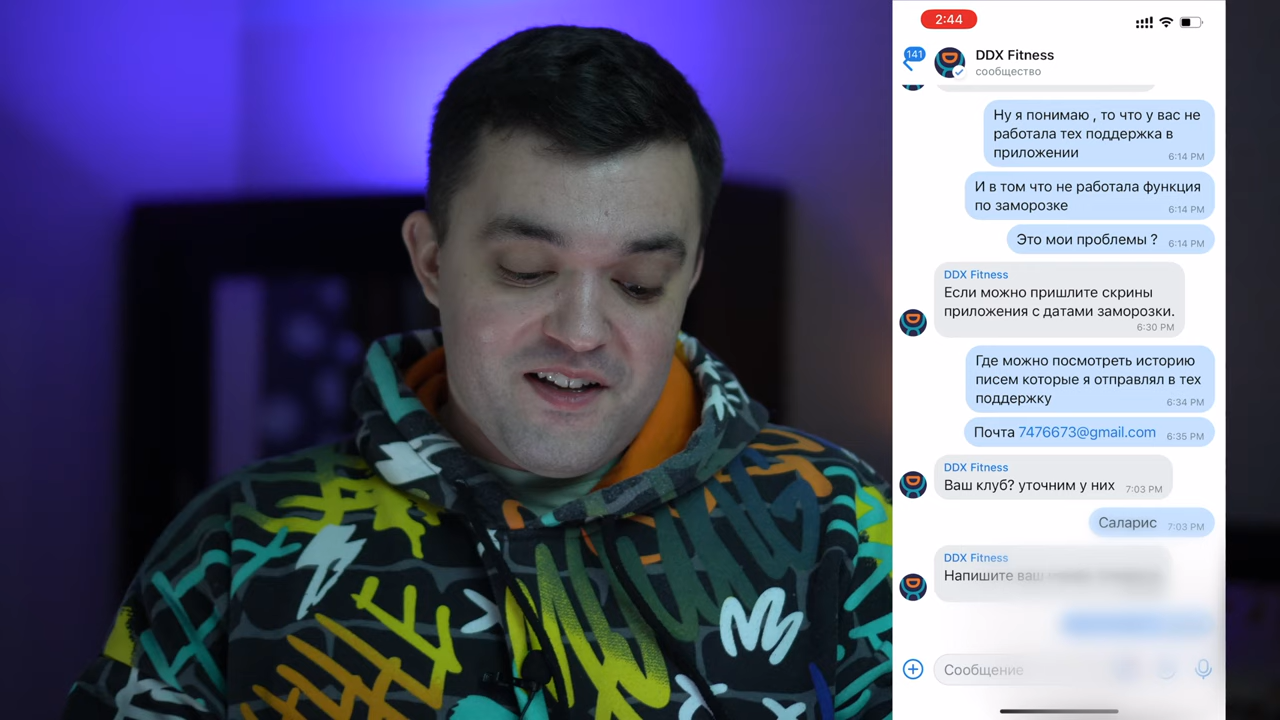 2:44
141
DDX Fitness
сообщество
Ну я понимаю , то что у вас не
работала тех поддержка в
приложении
6:14 PM
И в том что не работала функция
по заморозке
6:14 PM
Это мои проблемы ?
6:14 PM
DDX Fitness
Если можно пришлите скрины
приложения с датами заморозки.
6:30 PM
Где можно посмотреть историю
писем которые я отправлял в тех
поддержку
6:34 PM
Почта 7476673@gmail.com
6:35 PM
DDX Fitness
Ваш клуб? уточним у них
7:03 PM
Саларис
7:03 PM
DDX Fitness
Напишите ваш
Сообщение